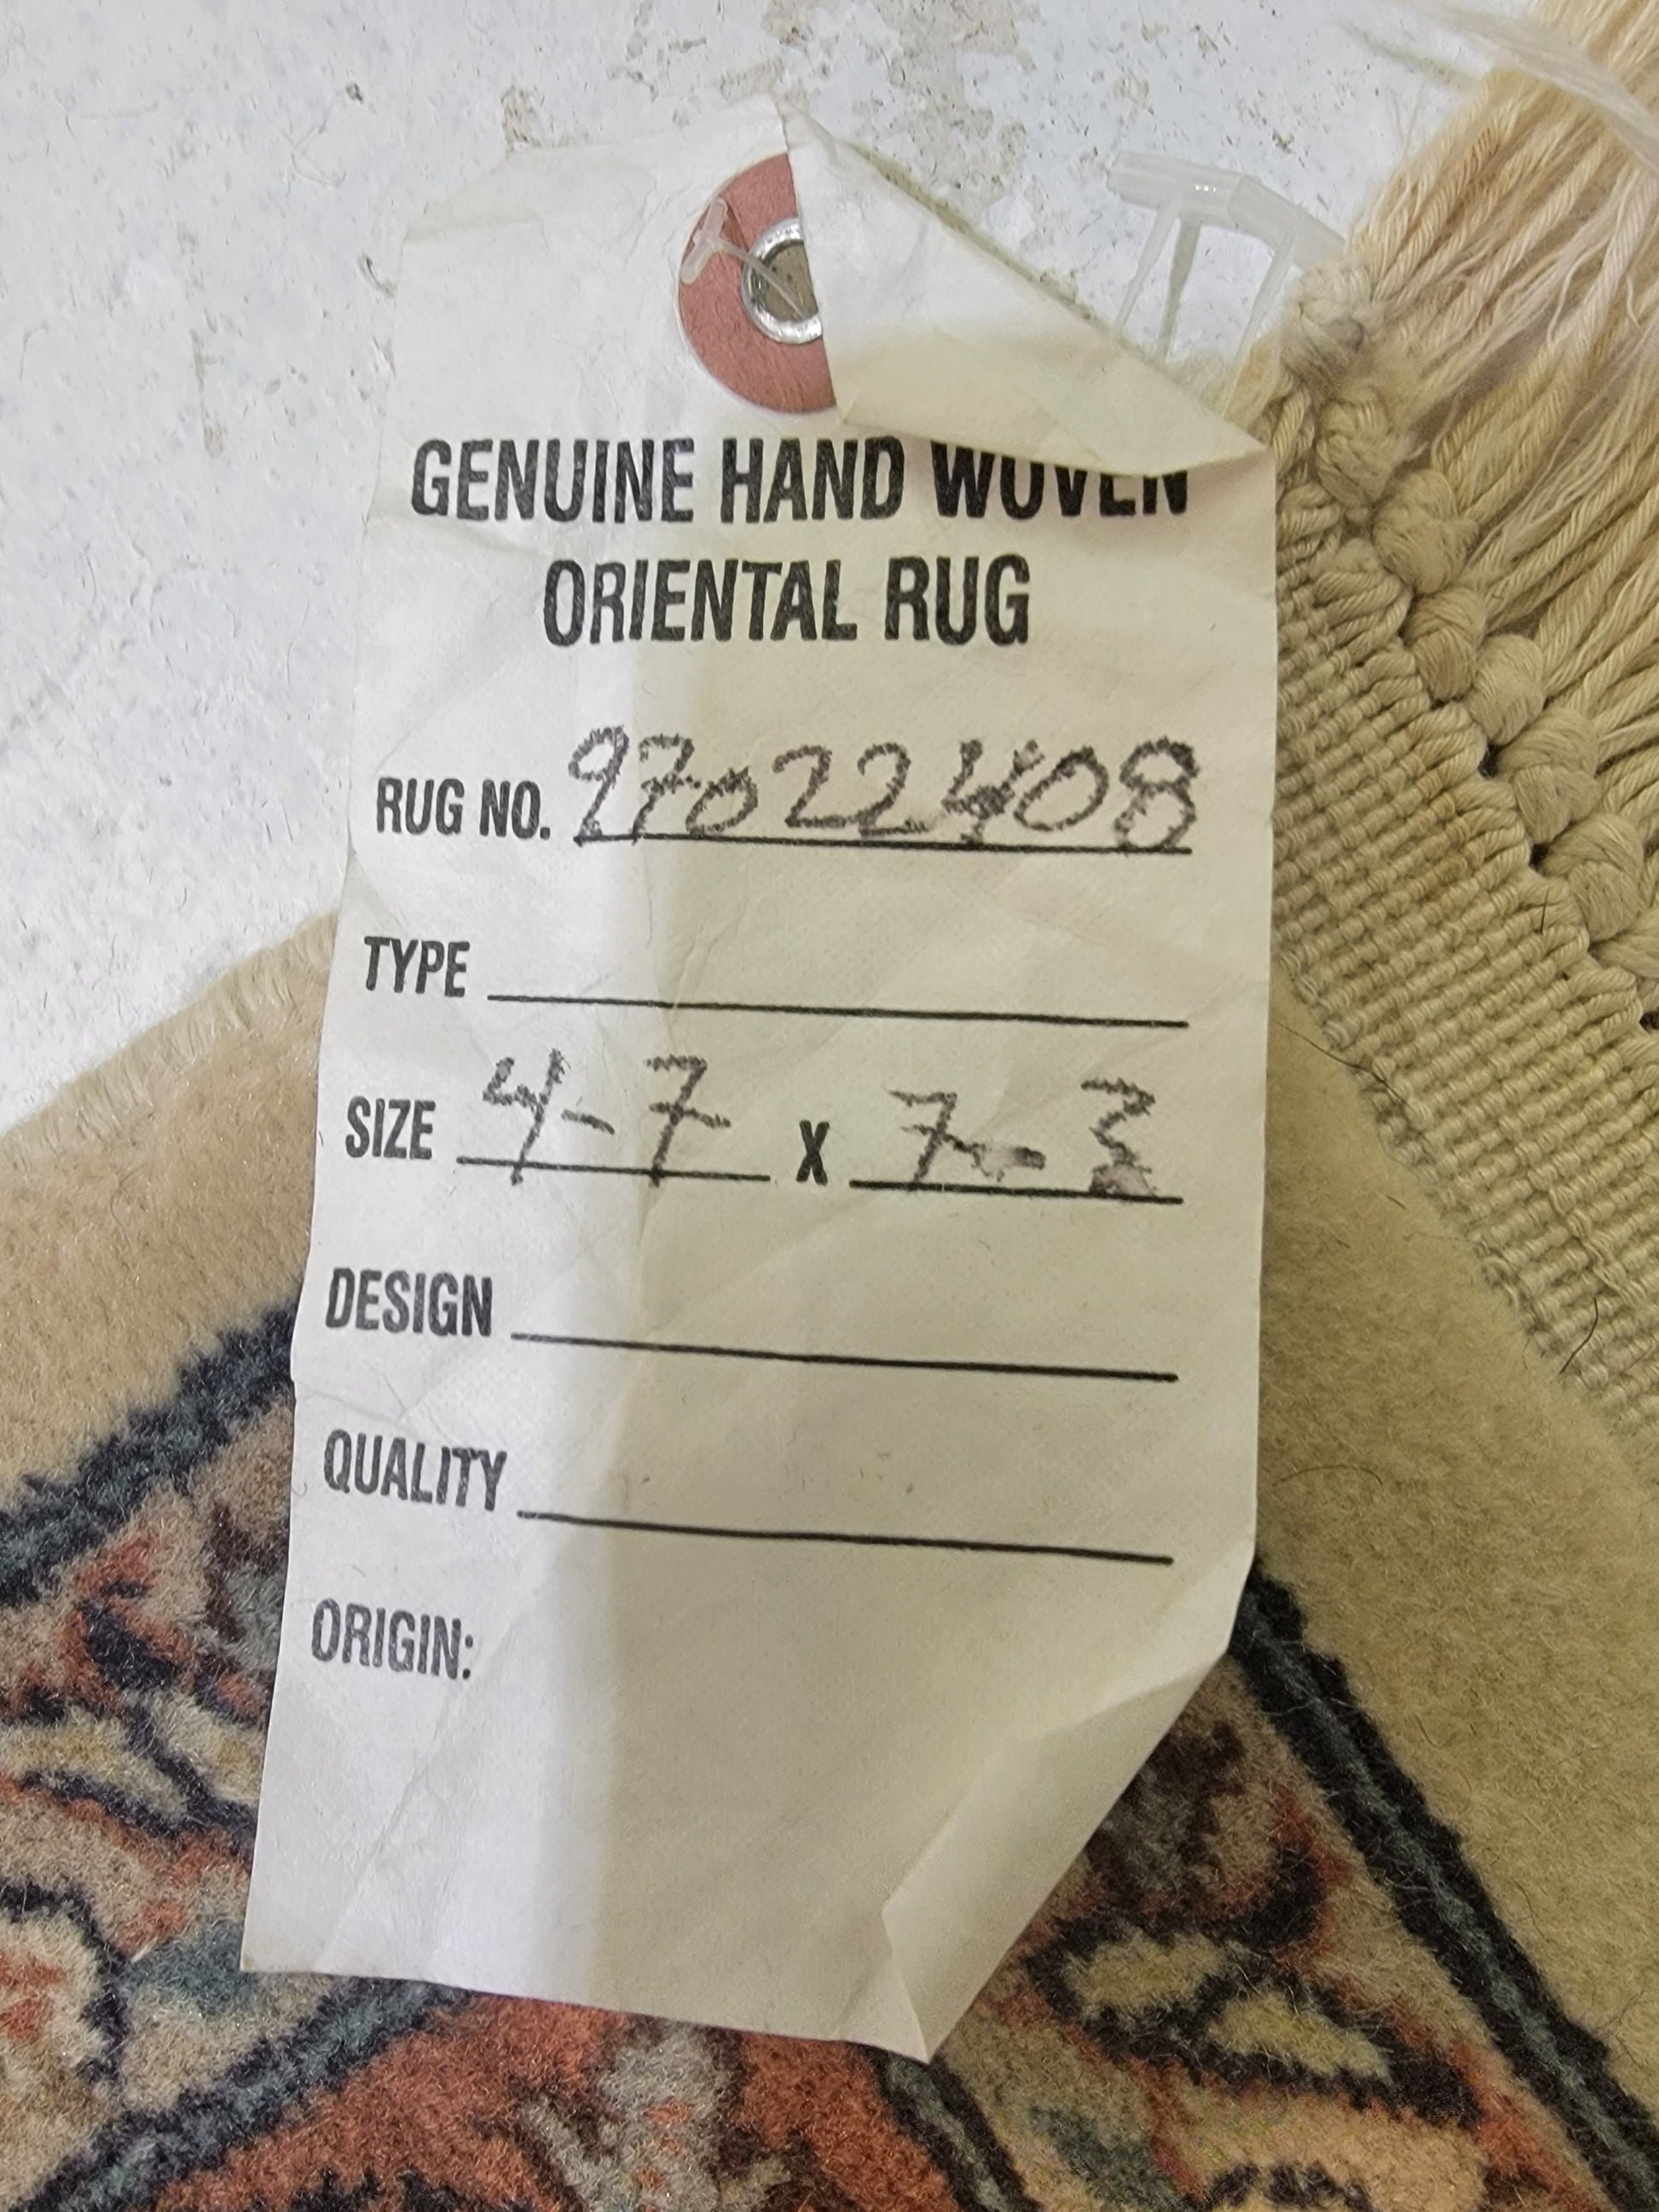 GENUINE HAND WOVEN
ORIENTAL RUG
RUG NO. 97022408
TYPE
SIZE 4-7 X 7-3
DESIGN
QUALITY
ORIGIN: